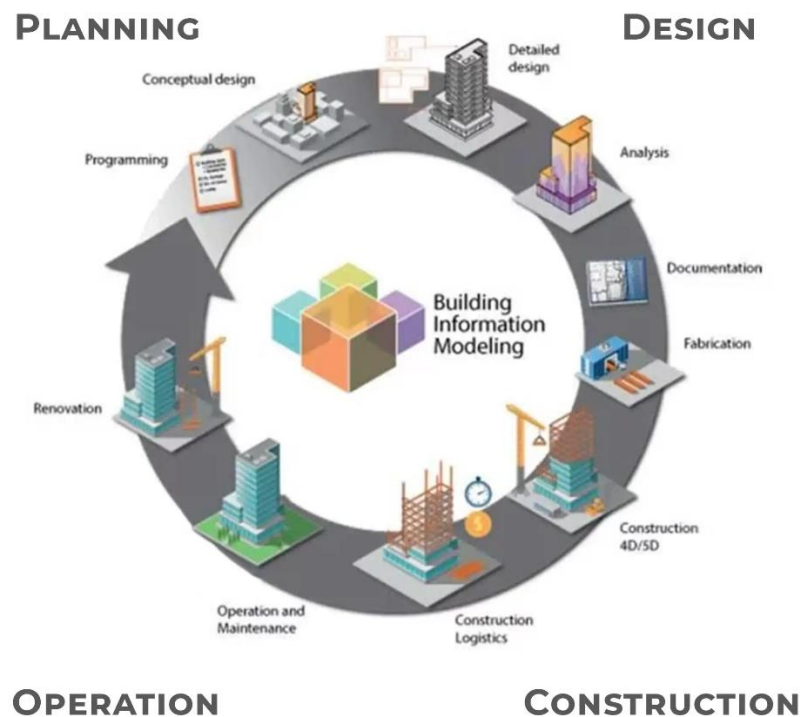 PLANNING
DESIGN
Conceptual design
Detailed
design
Programming
Analysis
Documentation
Building
Information
Modeling
Fabrication
Renovation
Construction
4D/5D
Operation and
Maintenance
Construction
Logistics
OPERATION
CONSTRUCTION